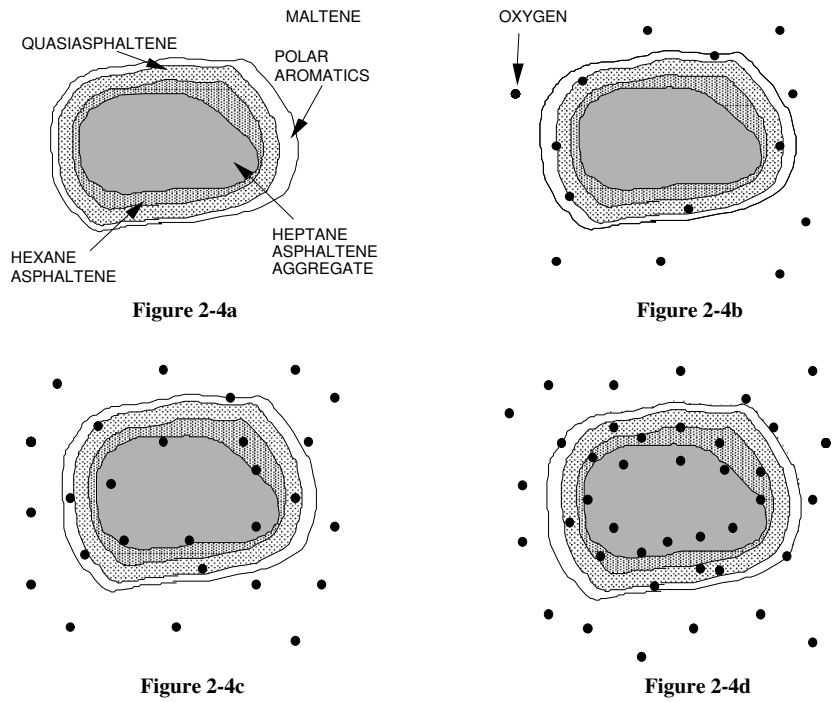 MALTENE
QUASIASPHALTENE
POLAR
AROMATICS
HEXANE
ASPHALTENE
HEPTANE
ASPHALTENE
AGGREGATE
Figure 2-4a
OXYGEN
Figure 2-4b
Figure 2-4c
Figure 2-4d